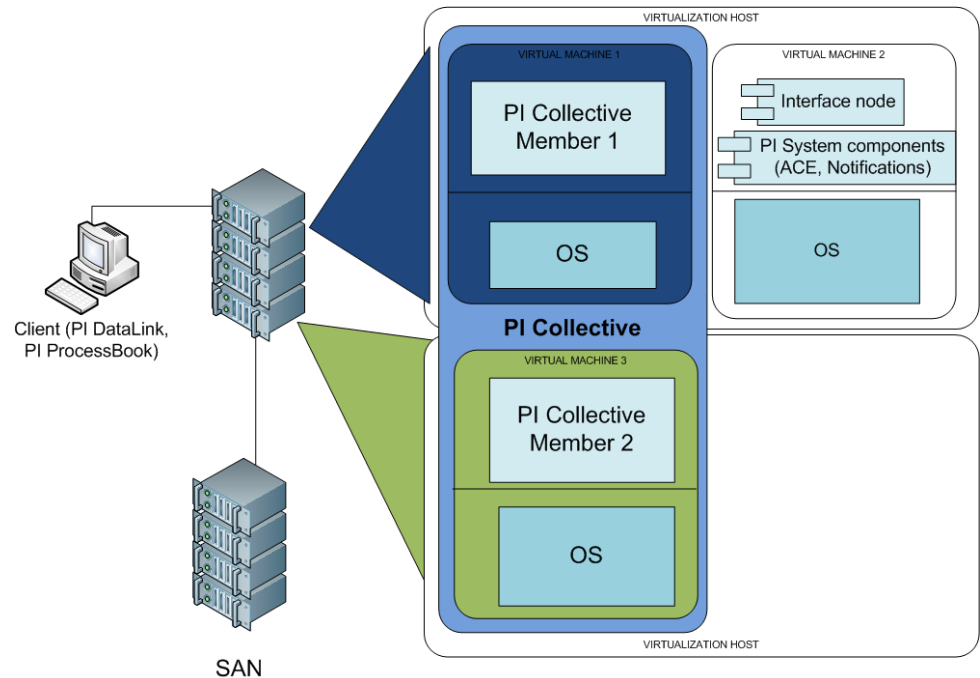 VIRTUALIZATION HOST
VIRTUAL MACHINE 1
VIRTUAL MACHINE 2
PI Collective
Member 1
Interface node
PI System components
(ACE, Notifications)
OS
OS
Client (PI DataLink,
PI ProcessBook)
PI Collective
VIRTUAL MACHINE 3
PI Collective
Member 2
OS
VIRTUALIZATION HOST
SAN